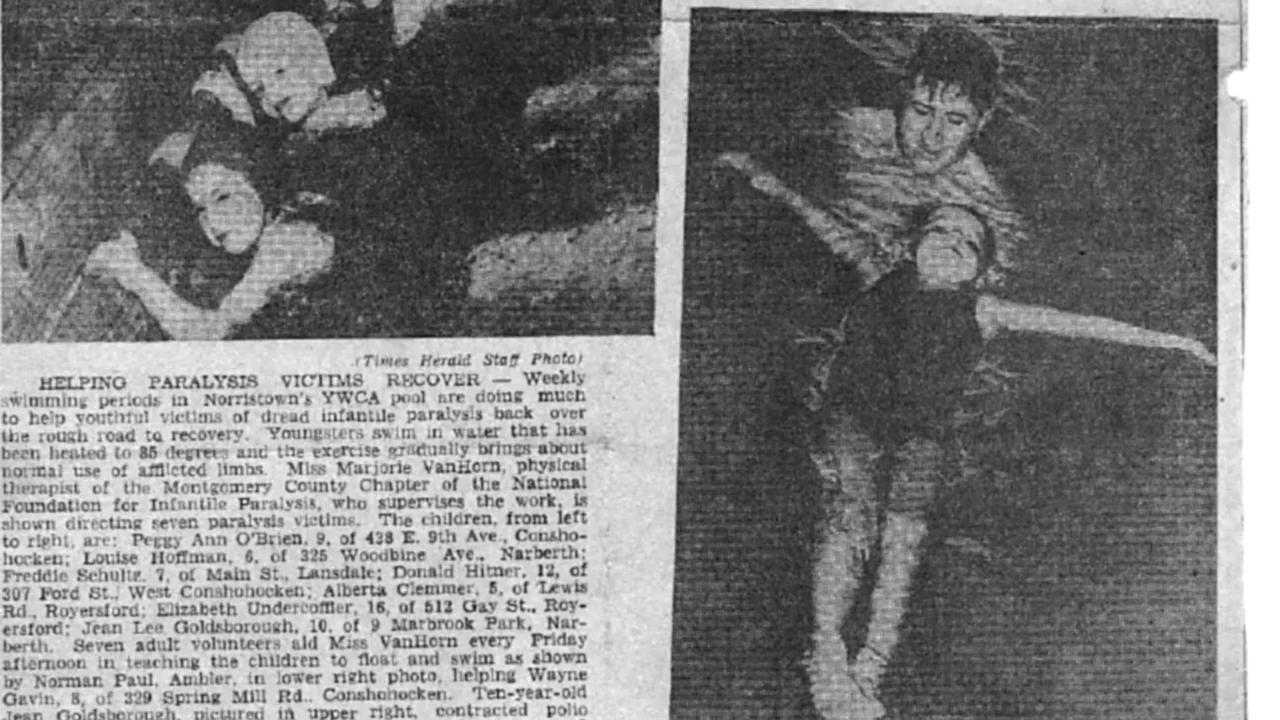 (Times Herald Staff Photo)
HELPING PARALYSIS VICTIMS RECOVER — Weekly
swimming periods in Norristown's YWCA pool are doing much
to help youthful victims of dread infantile paralysis back over
the rough road to recovery. Youngsters swim in water that has
been heated to 85 degrees and the exercise gradually brings about
normal use of afflicted limbs. Miss Marjorie VanHorn, physical
therapist of the Montgomery County Chapter of the National
Foundation for Infantile Paralysis, who supervises the work, is
shown directing seven paralysis victims. The children, from left
to right, are: Peggy Ann O'Brien, 9, of 438 E. 9th Ave., Consho-
hocken; Louise Hoffman, 6, of 325 Woodbine Ave., Narberth;
Freddie Schultz, 7, of Main St., Lansdale; Donald Hitner, 12, of
307 Ford St., West Conshohocken; Alberta Clemmer, 5, of Lewis
Rd., Royersford; Elizabeth Undercoffler, 16, of 512 Gay St., Roy-
ersford; Jean Lee Goldsborough, 10, of 9 Marbrook Park, Nar-
berth. Seven adult volunteers aid Miss VanHorn every Friday
afternoon in teaching the children to float and swim as shown
by Norman Paul, Ambler, in lower right photo, helping Wayne
Gavin, 8, of 329 Spring Mill Rd., Conshohocken. Ten-year-old
Jean Goldsborough, pictured in upper right, contracted polio